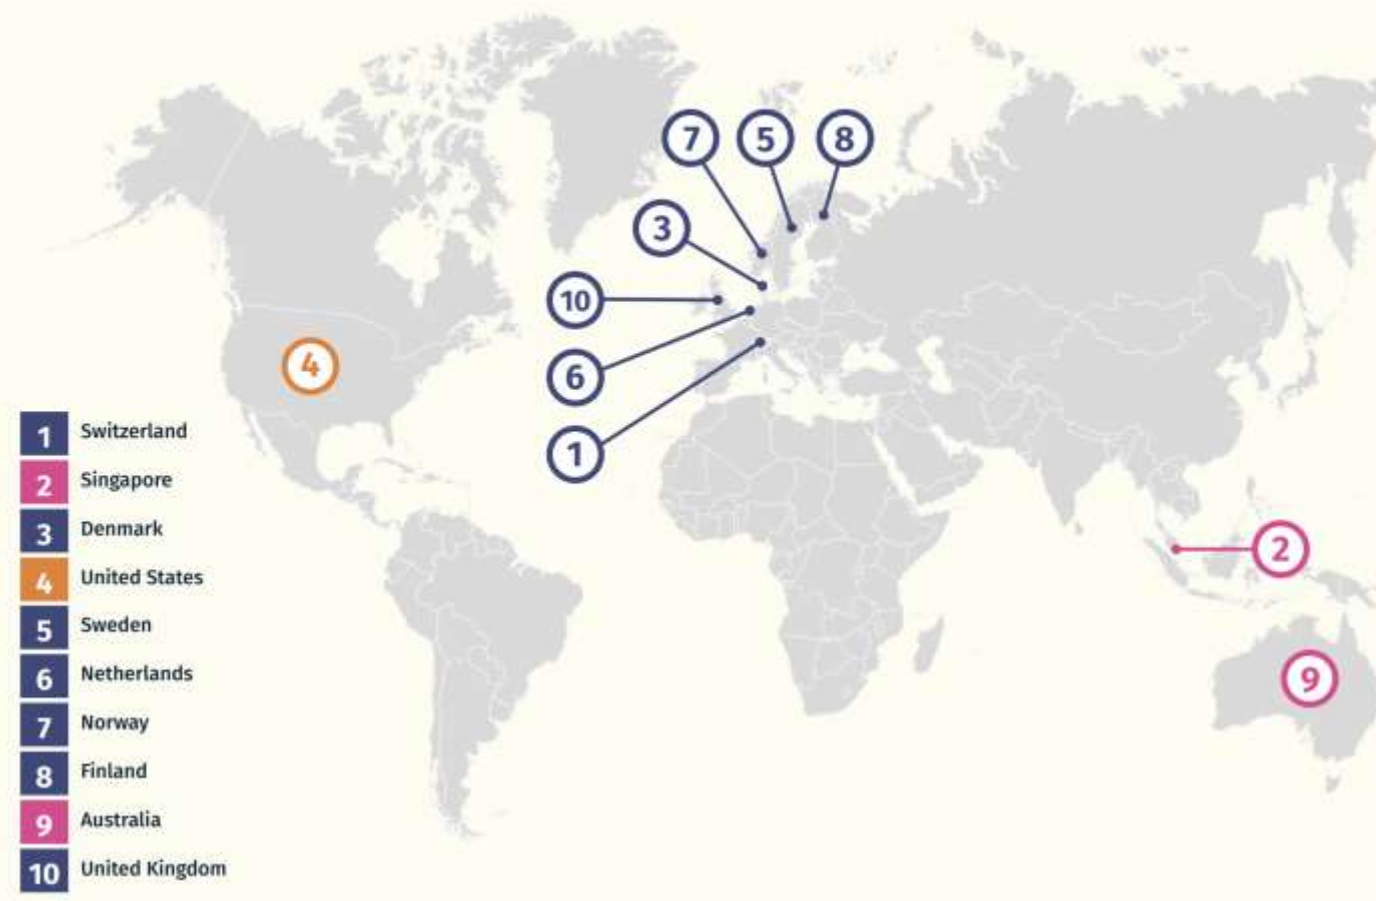 7 5 8
3
10
4
6
1
1 Switzerland
2 Singapore
3 Denmark
2
4 United States
5 Sweden
6 Netherlands
9
7 Norway
8 Finland
9 Australia
10 United Kingdom